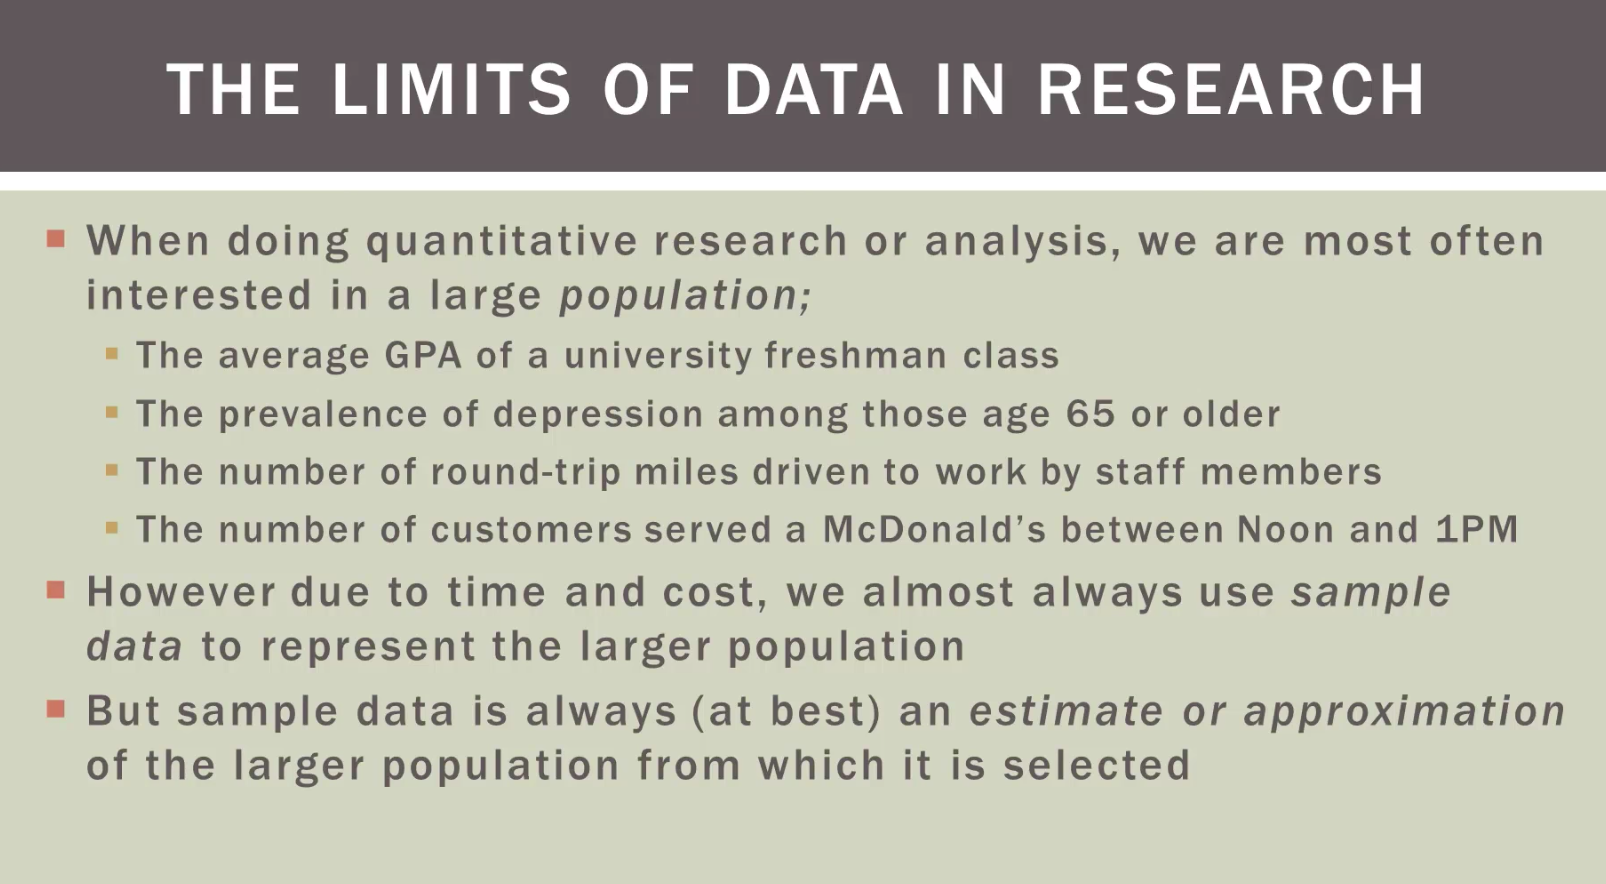 THE LIMITS OF DATA IN RESEARCH
When doing quantitative research or analysis, we are most often
interested in a large population;
The average GPA of a university freshman class
The prevalence of depression among those age 65 or older
The number of round-trip miles driven to work by staff members
The number of customers served a McDonald’s between Noon and 1PM
However due to time and cost, we almost always use sample
data to represent the larger population
But sample data is always (at best) an estimate or approximation
of the larger population from which it is selected